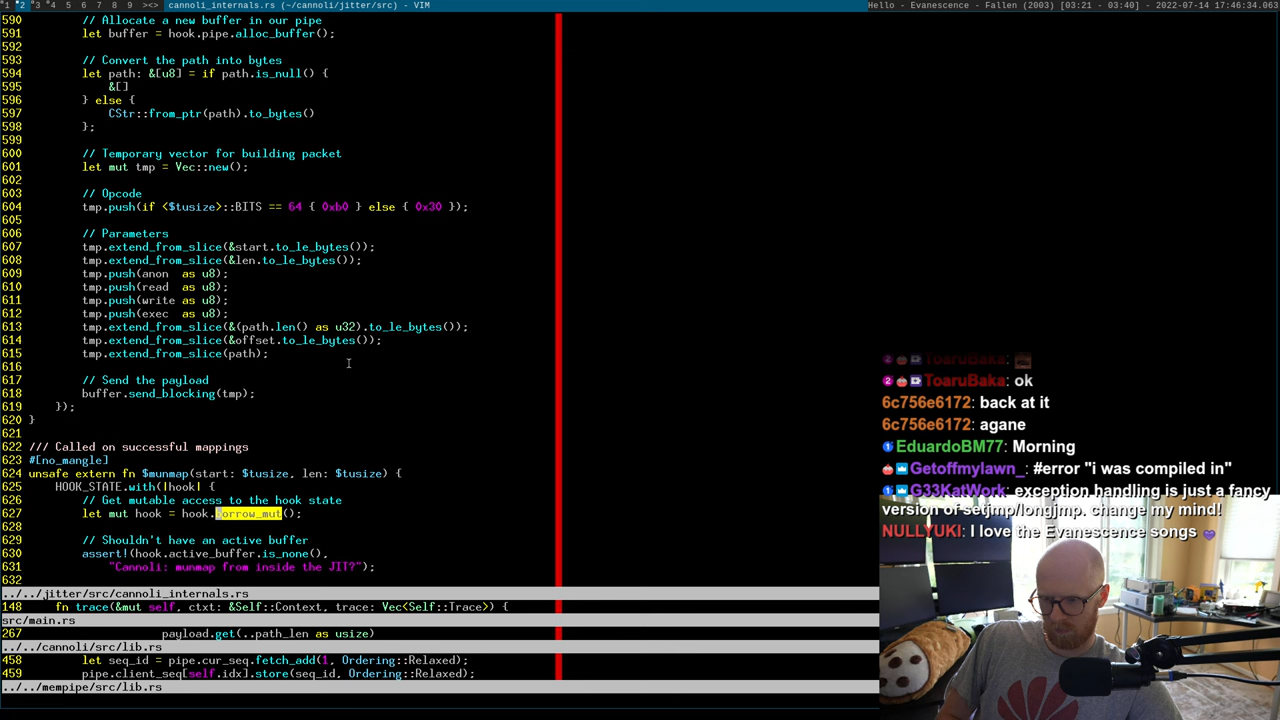 1 2 3 4 5 6 7 8 9 ><> cannoli_internals.rs (~/cannoli/jitter/src) - VIM
Hello - Evanescence - Fallen (2003) [03:21 - 03:40] - 2022-07-14 17:46:34.063
590         // Allocate a new buffer in our pipe
591         let buffer = hook.pipe.alloc_buffer();
592
593         // Convert the path into bytes
594         let path: &[u8] = if path.is_null() {
595             &[]
596         } else {
597             CStr::from_ptr(path).to_bytes()
598         };
599
600         // Temporary vector for building packet
601         let mut tmp = Vec::new();
602
603         // Opcode
604         tmp.push(if <$tusize>::BITS == 64 { 0xb0 } else { 0x30 });
605
606         // Parameters
607         tmp.extend_from_slice(&start.to_le_bytes());
608         tmp.extend_from_slice(&len.to_le_bytes());
609         tmp.push(anon  as u8);
610         tmp.push(read  as u8);
611         tmp.push(write as u8);
612         tmp.push(exec  as u8);
613         tmp.extend_from_slice(&(path.len() as u32).to_le_bytes());
614         tmp.extend_from_slice(&offset.to_le_bytes());
615         tmp.extend_from_slice(path);
616
617         // Send the payload
618         buffer.send_blocking(tmp);
619     });
620 }
621
622 /// Called on successful mappings
623 #[no_mangle]
624 unsafe extern fn $munmap(start: $tusize, len: $tusize) {
625     HOOK_STATE.with(|hook| {
626         // Get mutable access to the hook state
627         let mut hook = hook.borrow_mut();
628
629         // Shouldn't have an active buffer
630         assert!(hook.active_buffer.is_none(),
631             "Cannoli: munmap from inside the JIT?");
632
../../jitter/src/cannoli_internals.rs
148     fn trace(&mut self, ctxt: &Self::Context, trace: Vec<Self::Trace>) {
src/main.rs
267                     payload.get(..path_len as usize)
../../cannoli/src/lib.rs
458         let seq_id = pipe.cur_seq.fetch_add(1, Ordering::Relaxed);
459         pipe.client_seq[self.idx].store(seq_id, Ordering::Relaxed);
../../mempipe/src/lib.rs
ToaruBaka:
ToaruBaka: ok
6c756e6172: back at it
6c756e6172: agane
EduardoBM77: Morning
Getoffmylawn_: #error "i was compiled in"
G33KatWork: exception handling is just a fancy
version of setjmp/longjmp. change my mind!
NULLYUKI: I love the Evanescence songs